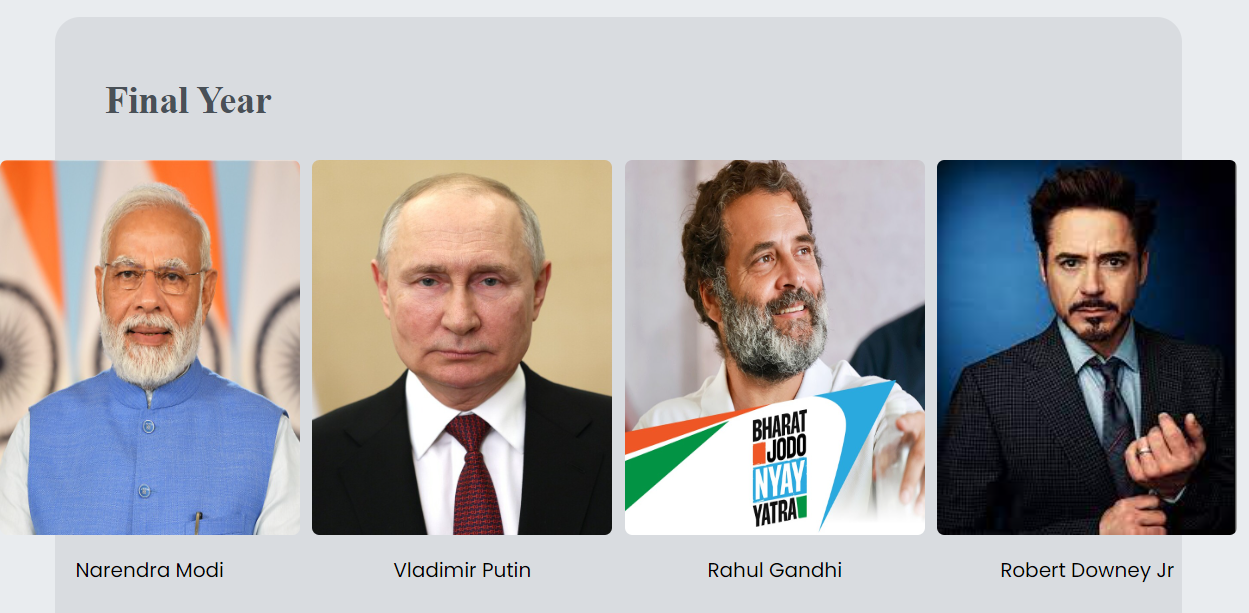 Final Year
BHARAT
JODO
NYAY
YATRA
Narendra Modi
Vladimir Putin
Rahul Gandhi
Robert Downey Jr